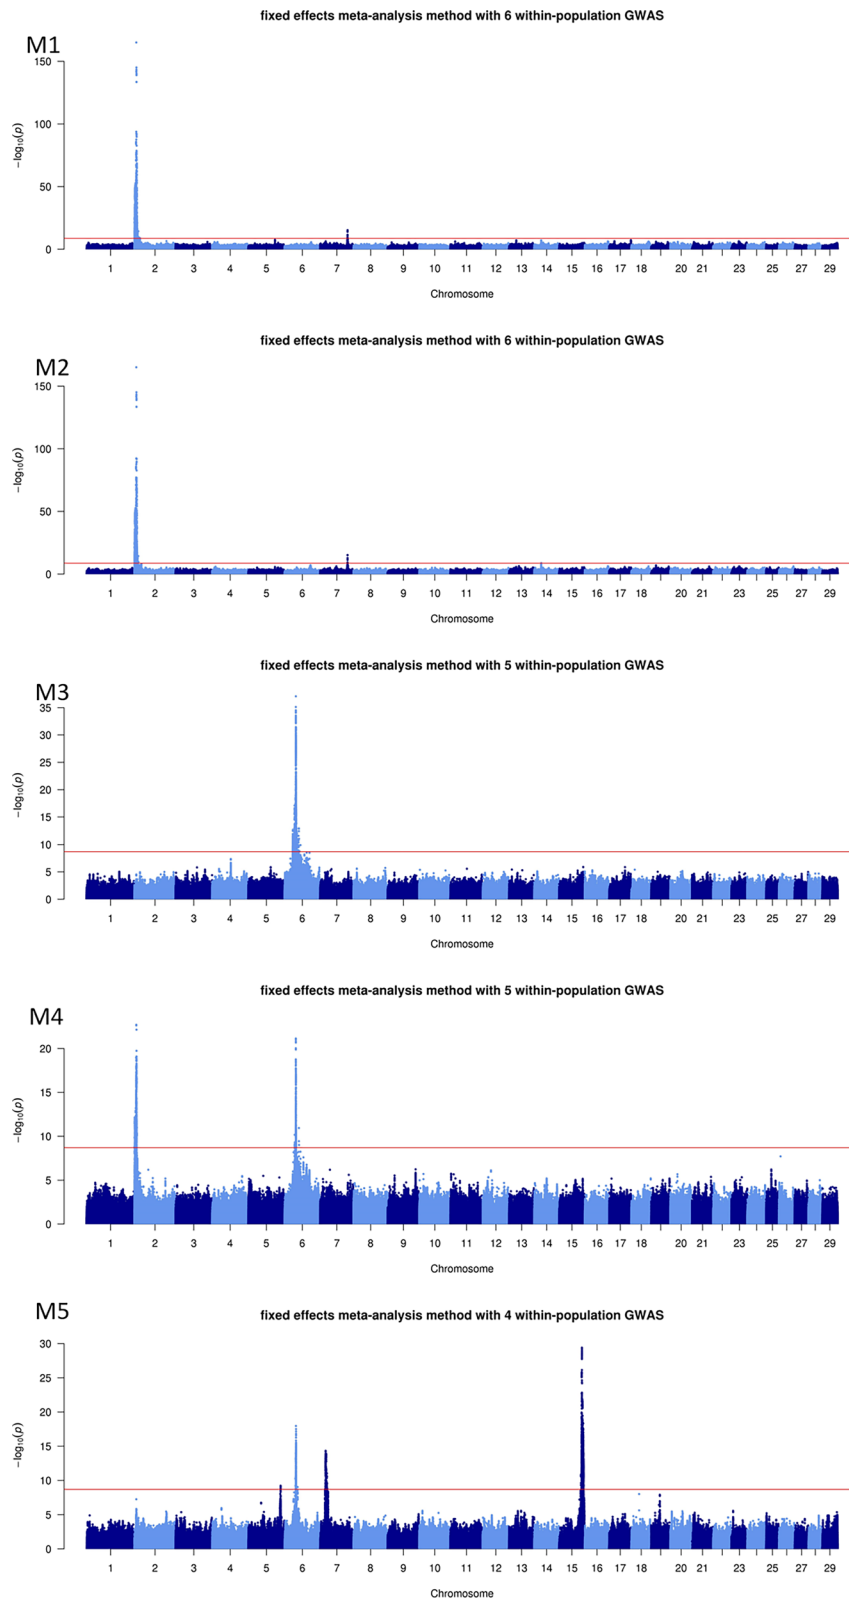 fixed effects meta-analysis method with 6 within-population GWAS
M1
150
100
50
0
−log10(p)
1 2 3 4 5 6 7 8 9 10 11 12 13 14 15 16 17 18 20 21 23 25 27 29
Chromosome
fixed effects meta-analysis method with 6 within-population GWAS
M2
150
100
50
0
−log10(p)
1 2 3 4 5 6 7 8 9 10 11 12 13 14 15 16 17 18 20 21 23 25 27 29
Chromosome
fixed effects meta-analysis method with 5 within-population GWAS
M3
35
30
25
20
15
10
5
0
−log10(p)
1 2 3 4 5 6 7 8 9 10 11 12 13 14 15 16 17 18 20 21 23 25 27 29
Chromosome
fixed effects meta-analysis method with 5 within-population GWAS
M4
20
15
10
5
0
−log10(p)
1 2 3 4 5 6 7 8 9 10 11 12 13 14 15 16 17 18 20 21 23 25 27 29
Chromosome
M5
fixed effects meta-analysis method with 4 within-population GWAS
30
25
20
15
10
5
0
−log10(p)
1 2 3 4 5 6 7 8 9 10 11 12 13 14 15 16 17 18 20 21 23 25 27 29
Chromosome